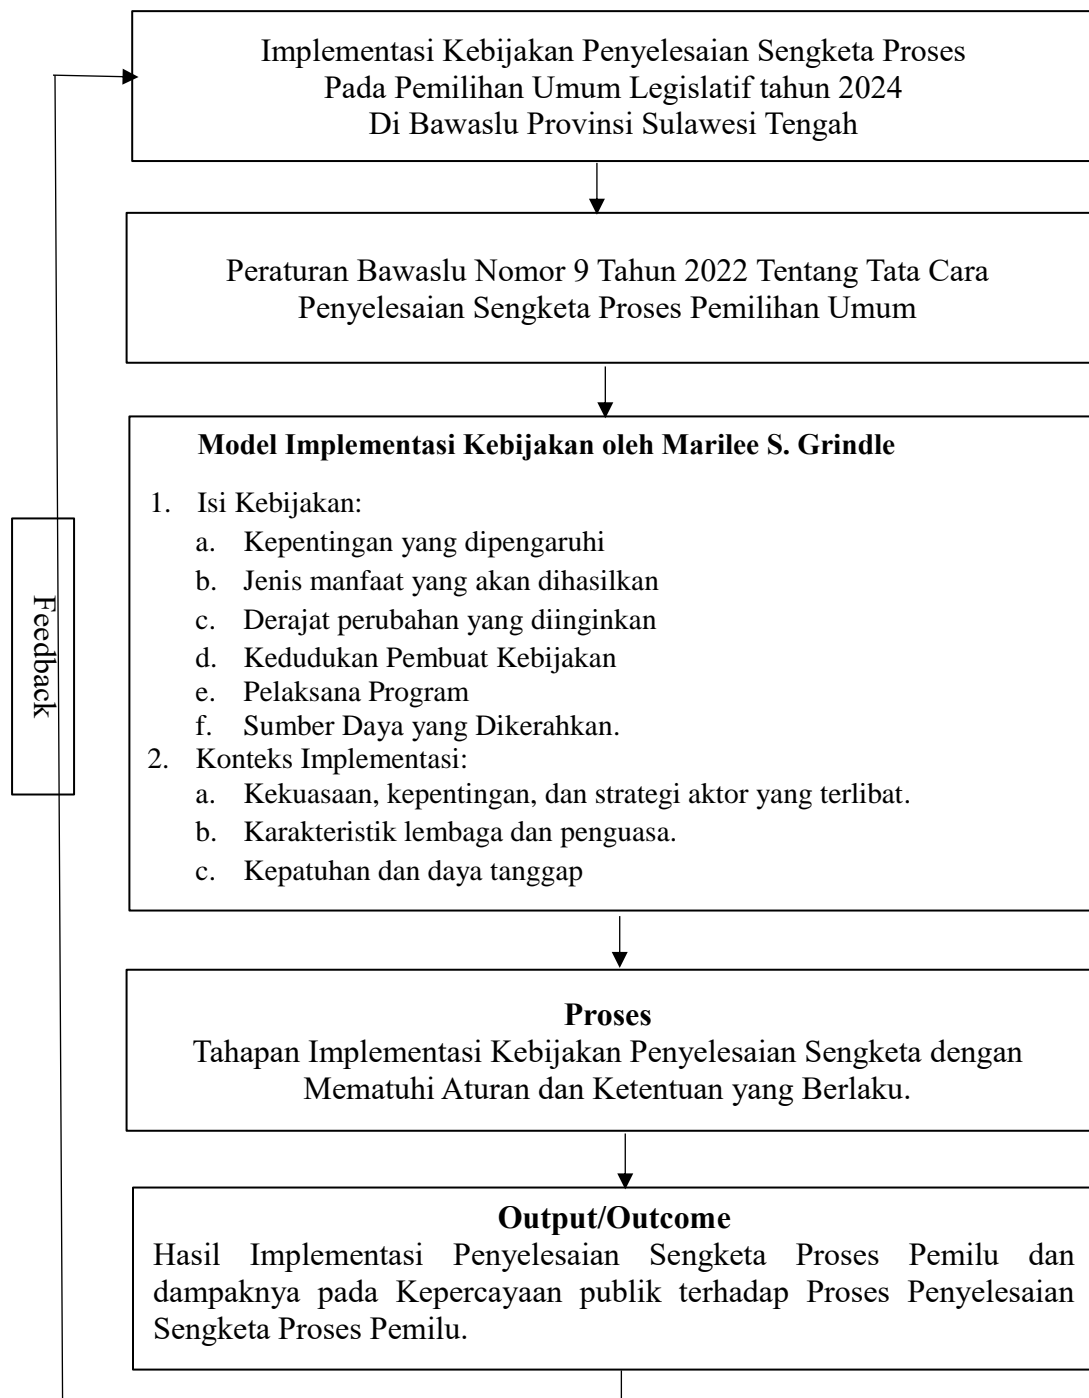 Implementasi Kebijakan Penyelesaian Sengketa Proses
Pada Pemilihan Umum Legislatif tahun 2024
Di Bawaslu Provinsi Sulawesi Tengah
Peraturan Bawaslu Nomor 9 Tahun 2022 Tentang Tata Cara
Penyelesaian Sengketa Proses Pemilihan Umum
Model Implementasi Kebijakan oleh Marilee S. Grindle
1. Isi Kebijakan:
a. Kepentingan yang dipengaruhi
b. Jenis manfaat yang akan dihasilkan
c. Derajat perubahan yang diinginkan
d. Kedudukan Pembuat Kebijakan
e. Pelaksana Program
f. Sumber Daya yang Dikerahkan.
2. Konteks Implementasi:
a. Kekuasaan, kepentingan, dan strategi aktor yang terlibat.
b. Karakteristik lembaga dan penguasa.
c. Kepatuhan dan daya tanggap
Feedback
Proses
Tahapan Implementasi Kebijakan Penyelesaian Sengketa dengan
Mematuhi Aturan dan Ketentuan yang Berlaku.
Output/Outcome
Hasil Implementasi Penyelesaian Sengketa Proses Pemilu dan
dampaknya pada Kepercayaan publik terhadap Proses Penyelesaian
Sengketa Proses Pemilu.